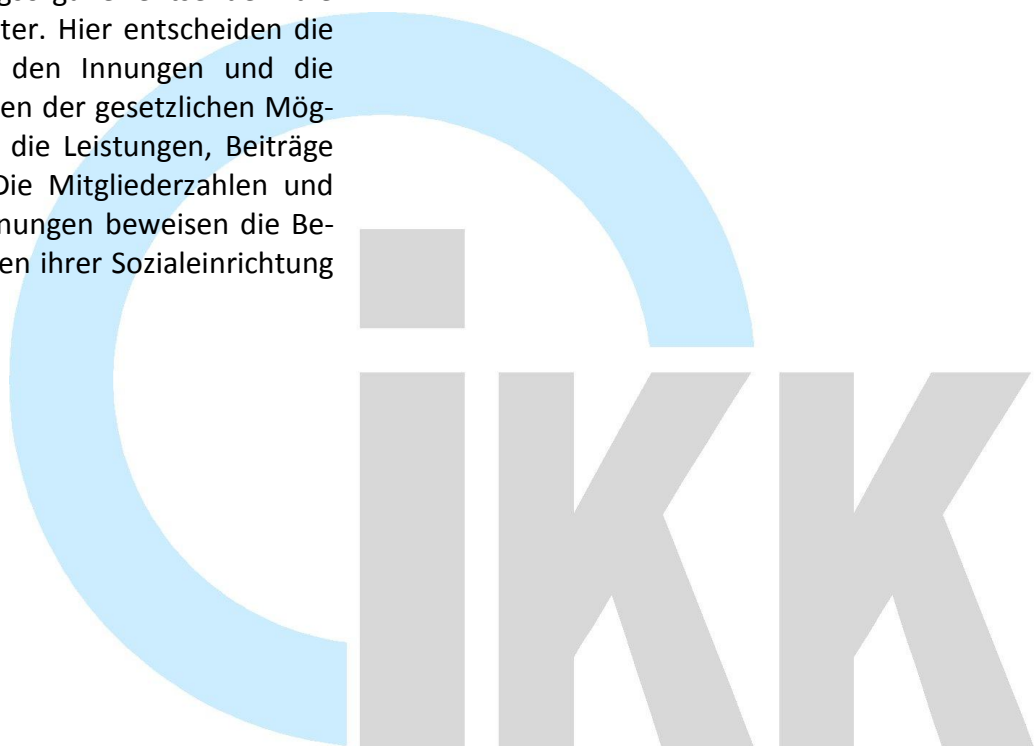 ter. Hier entscheiden die
den Innungen und die
en der gesetzlichen Mög-
die Leistungen, Beiträge
Die Mitgliederzahlen und
nungen beweisen die Be-
en ihrer Sozialeinrichtung
ikk